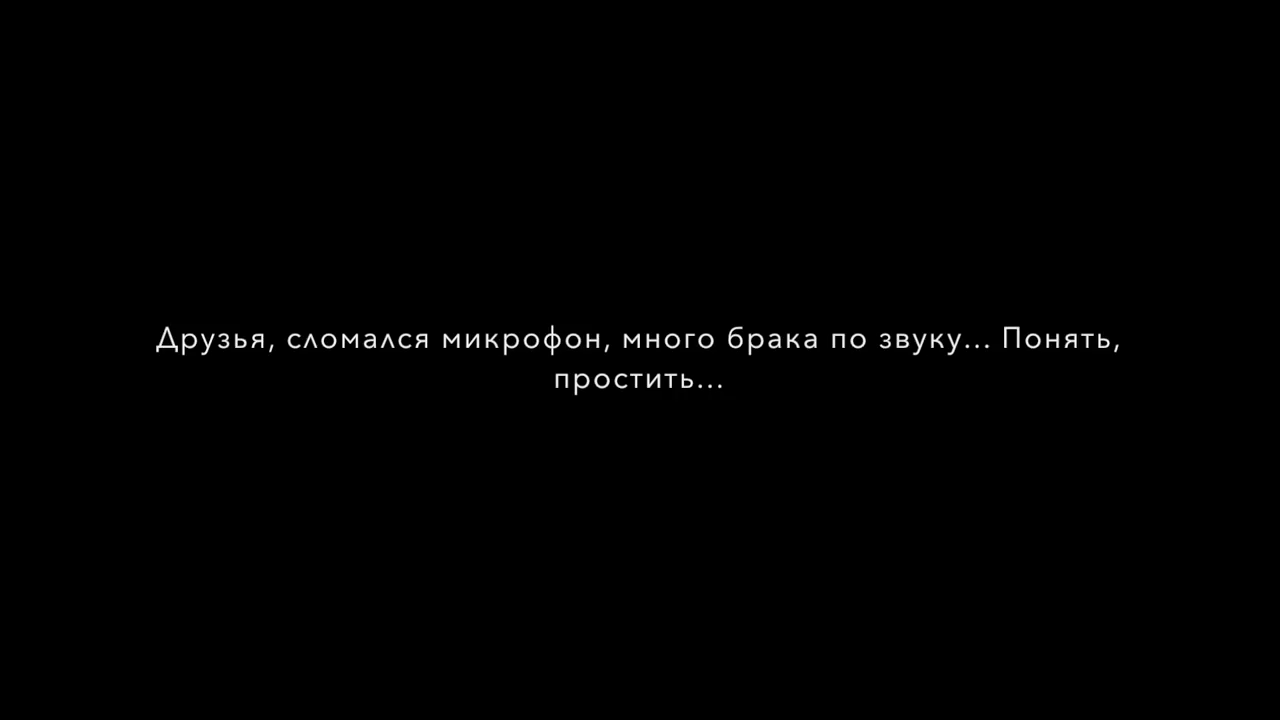 Друзья, сломался микрофон, много брака по звуку... Понять,
простить...